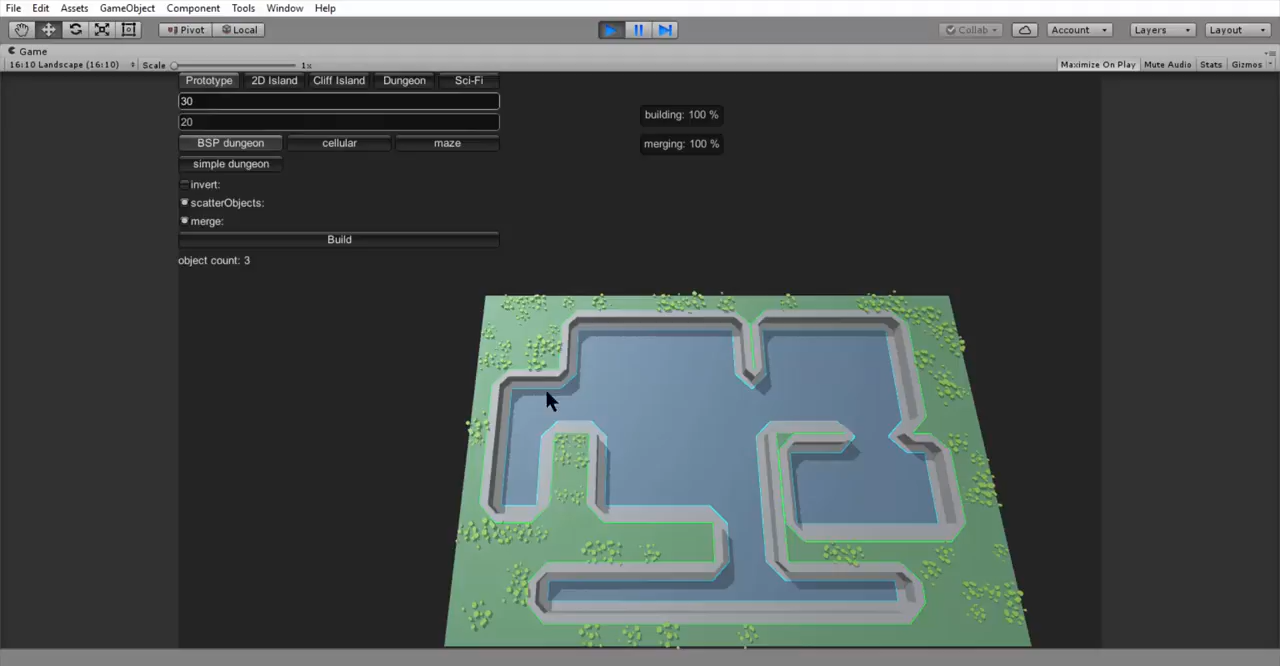 File Edit Assets GameObject Component Tools Window Help
Pivot Local Collab Account Layers Layout
Game
16:10 Landscape (16:10) Scale 1x Maximize On Play Mute Audio Stats Gizmos
Prototype 2D Island Cliff Island Dungeon Sci-Fi
30
building: 100 %
20
BSP dungeon cellular maze
merging: 100 %
simple dungeon
invert:
scatterObjects:
merge:
Build
object count: 3